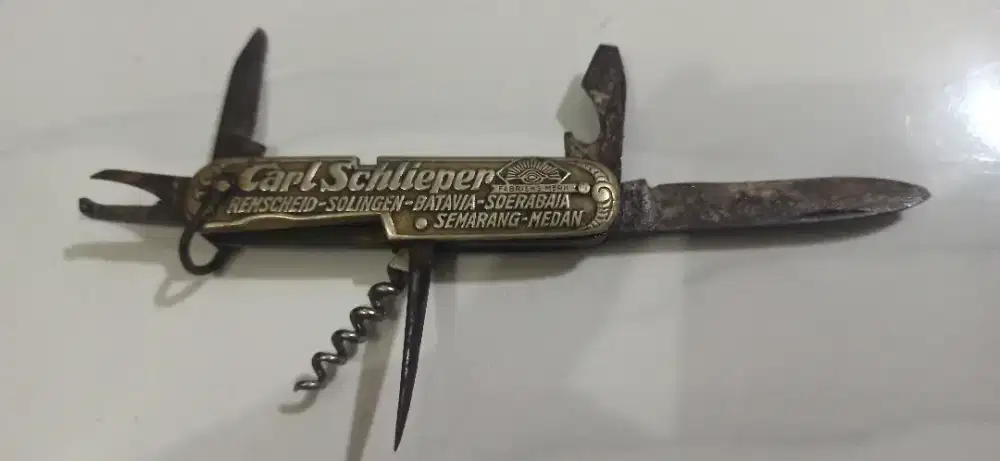 Carl Schlieper
FABRIEKS MERK
REMSCHEID-SOLINGEN-BATAVIA-SOERABAIA
SEMARANG-MEDAN